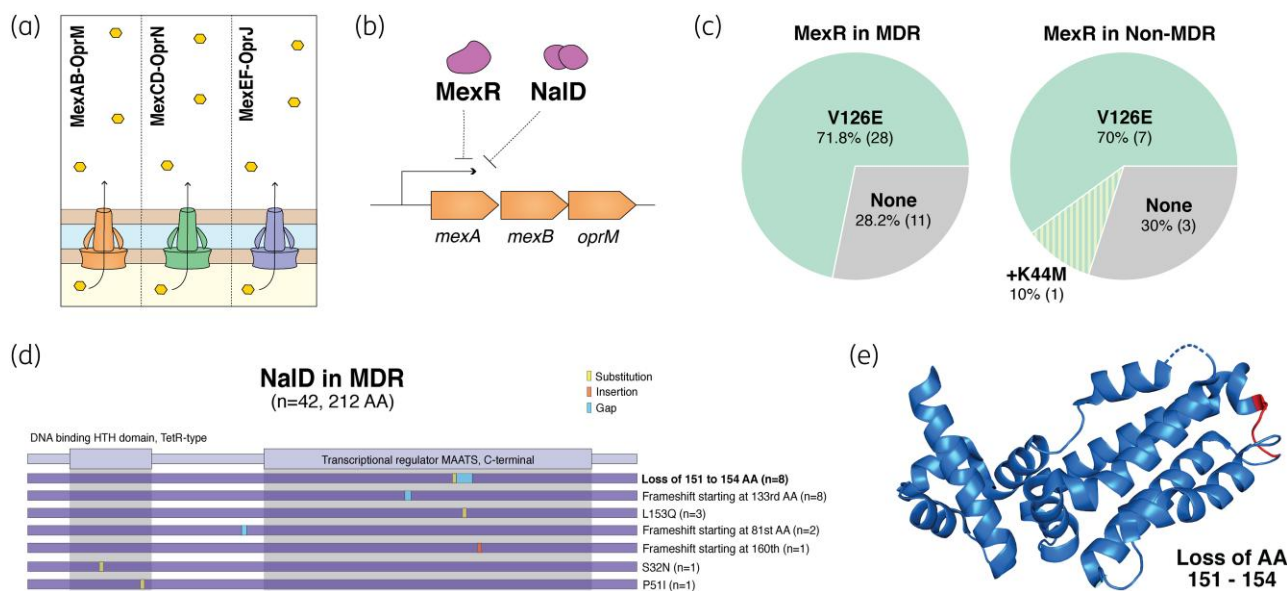 (a)
MexAB-OprM
MexCD-OprN
MexEF-OprJ
(b)
MexR
NalD
mexA
mexB
oprM
(c)
MexR in MDR
V126E
71.8% (28)
None
28.2% (11)
MexR in Non-MDR
V126E
70% (7)
None
30% (3)
+K44M
10% (1)
(d)
NalD in MDR
(n=42, 212 AA)
Substitution
Insertion
Gap
DNA binding HTH domain, TetR-type
Transcriptional regulator MAATS, C-terminal
Loss of 151 to 154 AA (n=8)
Frameshift starting at 133rd AA (n=8)
L153Q (n=3)
Frameshift starting at 81st AA (n=2)
Frameshift starting at 160th (n=1)
S32N (n=1)
P51I (n=1)
(e)
Loss of AA
151 - 154